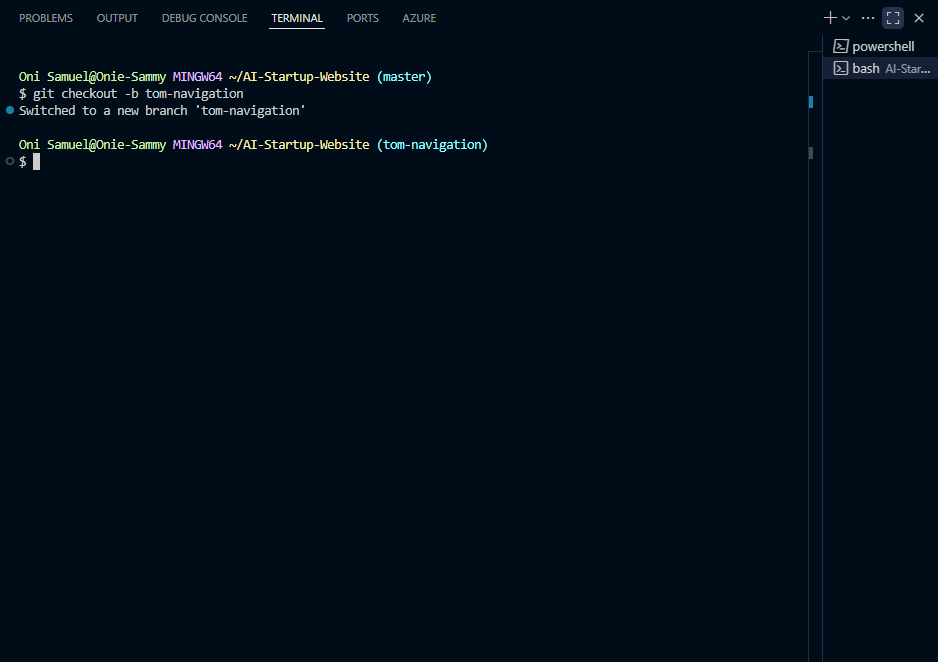 PROBLEMS OUTPUT DEBUG CONSOLE TERMINAL PORTS AZURE
Oni Samuel@Onie-Sammy MINGW64 ~/AI-Startup-Website (master)
$ git checkout -b tom-navigation
Switched to a new branch 'tom-navigation'
Oni Samuel@Onie-Sammy MINGW64 ~/AI-Startup-Website (tom-navigation)
$
powershell
bash AI-Star...